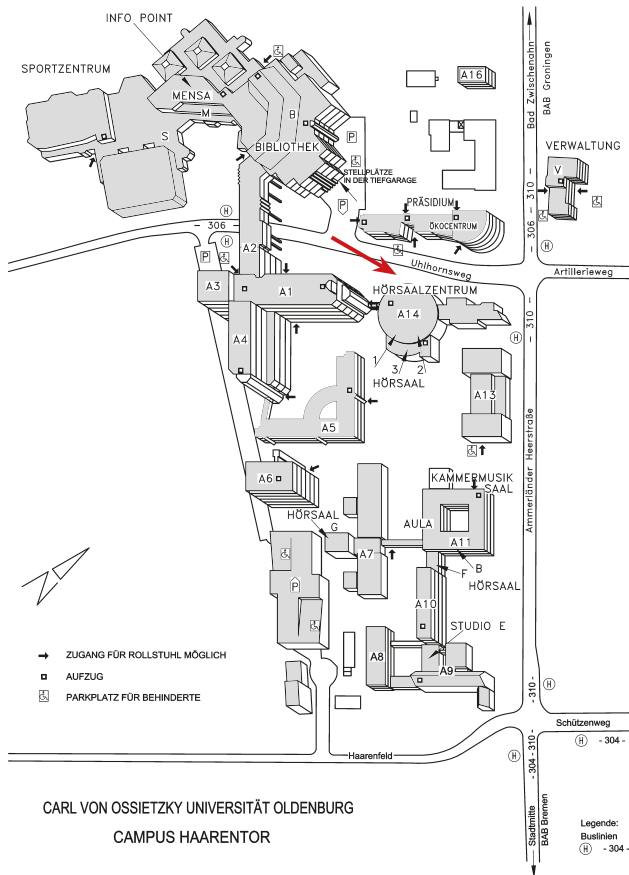 INFO POINT
SPORTZENTRUM
MENSA
M
S
B
BIBLIOTHEK
P
STELLPLÄTZE
IN DER TIEFGARAGE
P
A16
Bad Zwischenahn
BAB Groningen
VERWALTUNG
V
- 306 - 310 -
H
PRÄSIDIUM
ÖKOCENTRUM
H
- 306 -
H
A2
P
Uhlhornsweg
Artillerieweg
A3
A1
HÖRSAALZENTRUM
A14
- 310 -
H
A4
1
3
2
HÖRSAAL
A13
A5
Ammerländer Heerstraße
A6
KAMMERMUSIK
SAAL
HÖRSAAL
G
AULA
A11
A7
B
F
HÖRSAAL
P
A10
STUDIO E
A8
A9
ZUGANG FÜR ROLLSTUHL MÖGLICH
AUFZUG
PARKPLATZ FÜR BEHINDERTE
-310-
H
Schützenweg
H - 304 -
Haarenfeld
H
- 304 - 310-
CARL VON OSSIETZKY UNIVERSITÄT OLDENBURG
CAMPUS HAARENTOR
Stadtmitte
BAB Bremen
Legende:
Buslinien
H - 304 -